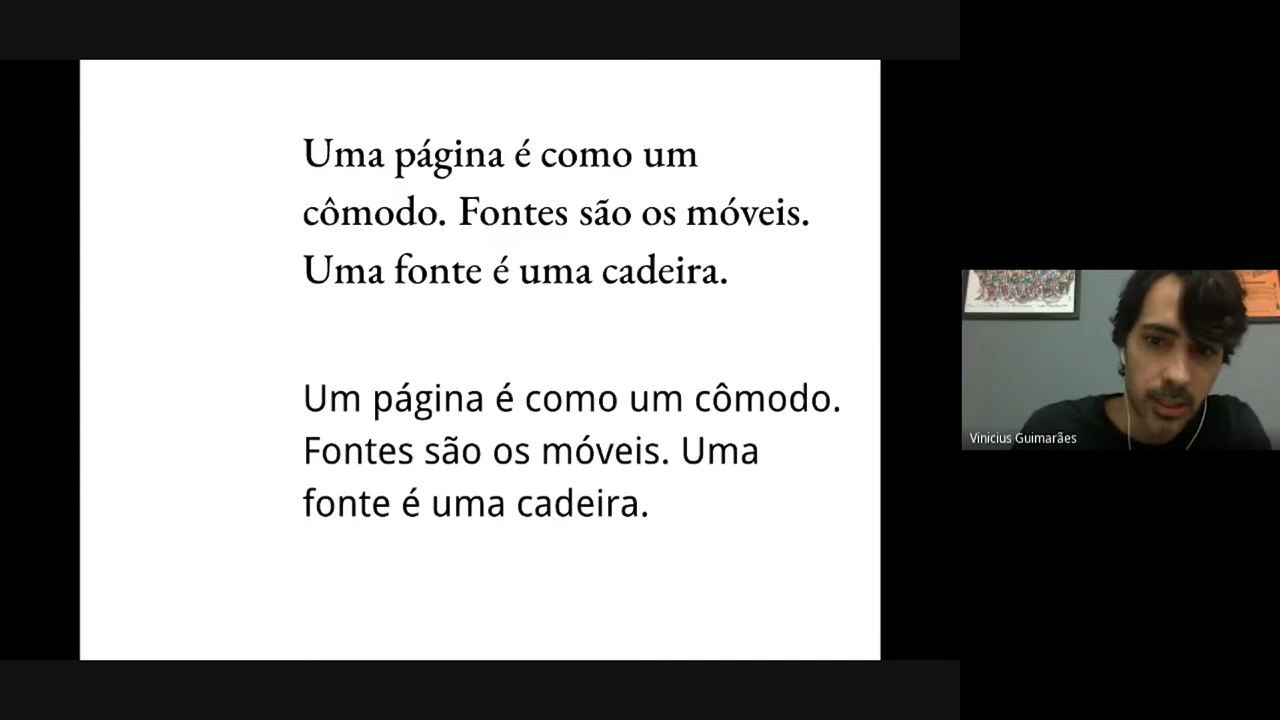 Uma página é como um
cômodo. Fontes são os móveis.
Uma fonte é uma cadeira.
Um página é como um cômodo.
Fontes são os móveis. Uma
fonte é uma cadeira.
Vinicius Guimarães